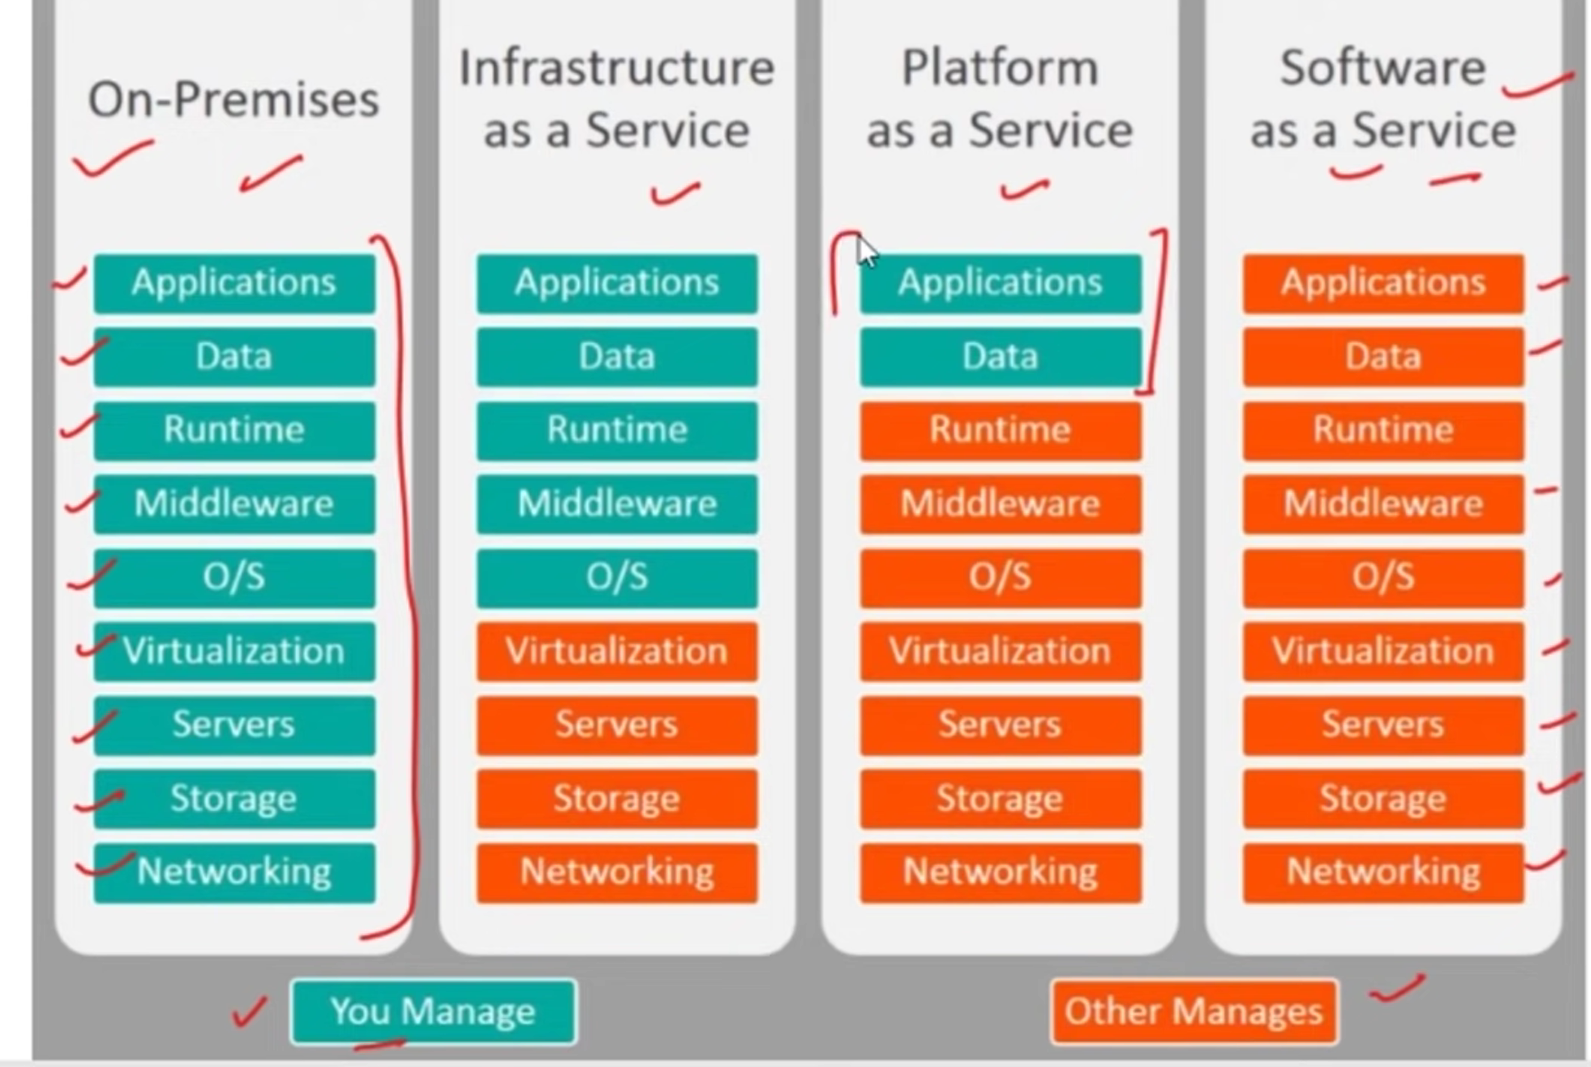 On-Premises
Applications
Data
Runtime
Middleware
O/S
Virtualization
Servers
Storage
Networking
Infrastructure
as a Service
Applications
Data
Runtime
Middleware
O/S
Virtualization
Servers
Storage
Networking
Platform
as a Service
Applications
Data
Runtime
Middleware
O/S
Virtualization
Servers
Storage
Networking
Software
as a Service
Applications
Data
Runtime
Middleware
O/S
Virtualization
Servers
Storage
Networking
You Manage
Other Manages